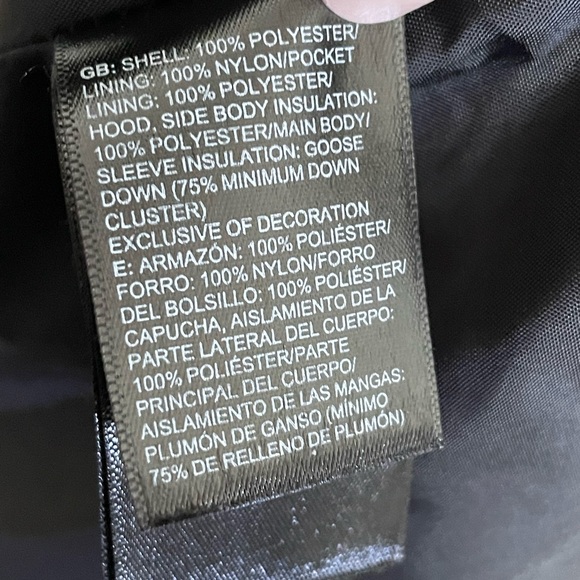 GB: SHELL: 100% POLYESTER/
LINING: 100% NYLON/POCKET
LINING: 100% POLYESTER/
HOOD, SIDE BODY INSULATION:
100% POLYESTER/MAIN BODY/
SLEEVE INSULATION: GOOSE
DOWN (75% MINIMUM DOWN
CLUSTER)
EXCLUSIVE OF DECORATION
E: ARMAZÓN: 100% POLIÉSTER/
FORRO: 100% NYLON/FORRO
DEL BOLSILLO: 100% POLIÉSTER/
CAPUCHA, AISLAMIENTO DE LA
PARTE LATERAL DEL CUERPO:
100% POLIÉSTER/PARTE
PRINCIPAL DEL CUERPO/
AISLAMIENTO DE LAS MANGAS:
PLUMÓN DE GANSO (MÍNIMO
75% DE RELLENO DE PLUMÓN)